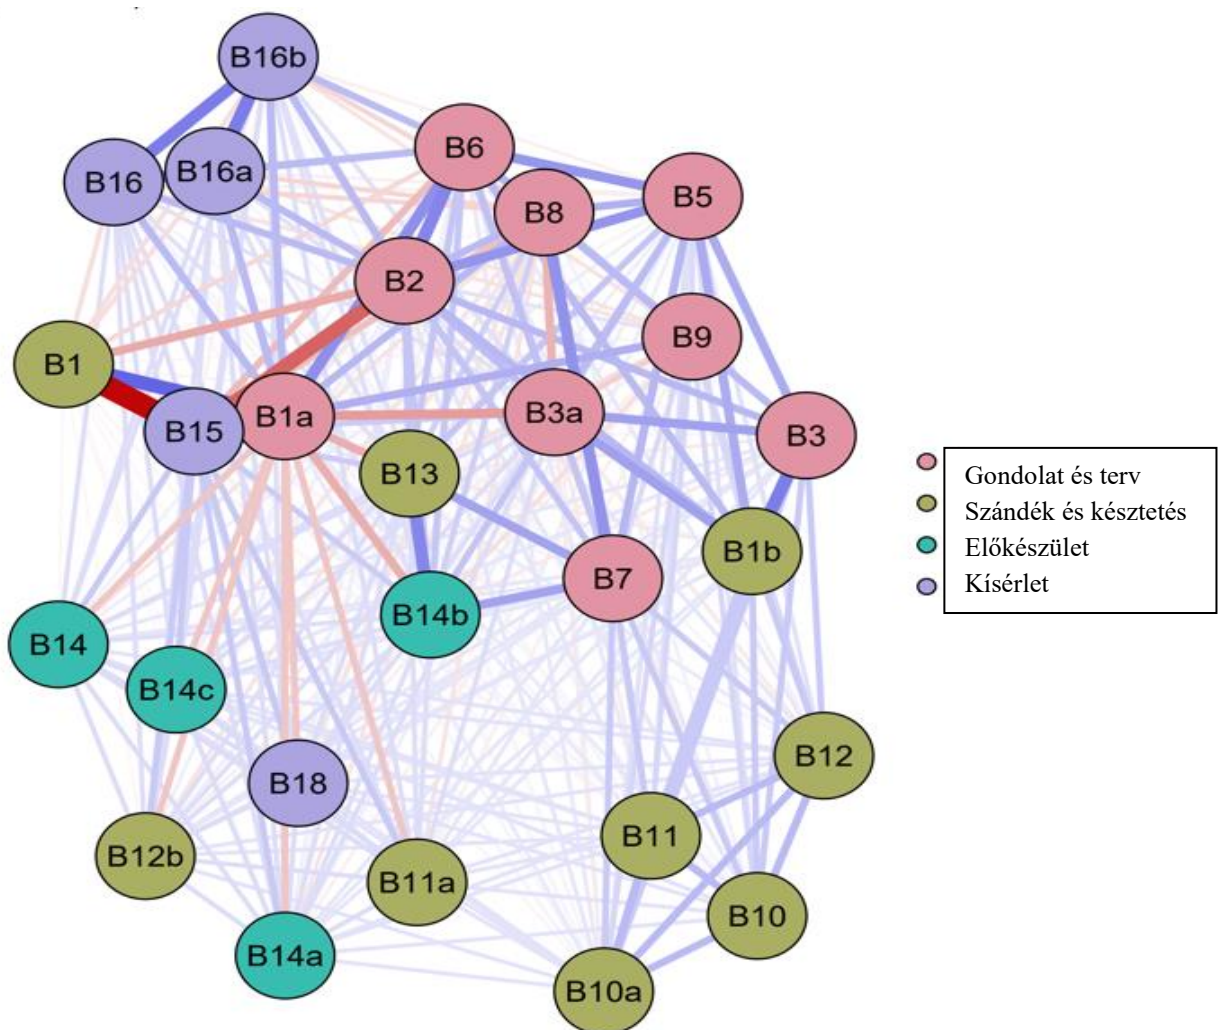 B16b
B6
B16
B16a
B5
B8
B2
B9
B1
B1a
B3a
B3
B15
B13
B1b
B7
B14b
B14
B14c
B12
B18
B11
B12b
B11a
B10
B14a
B10a
Gondolat és terv
Szándék és késztetés
Előkészület
Kísérlet